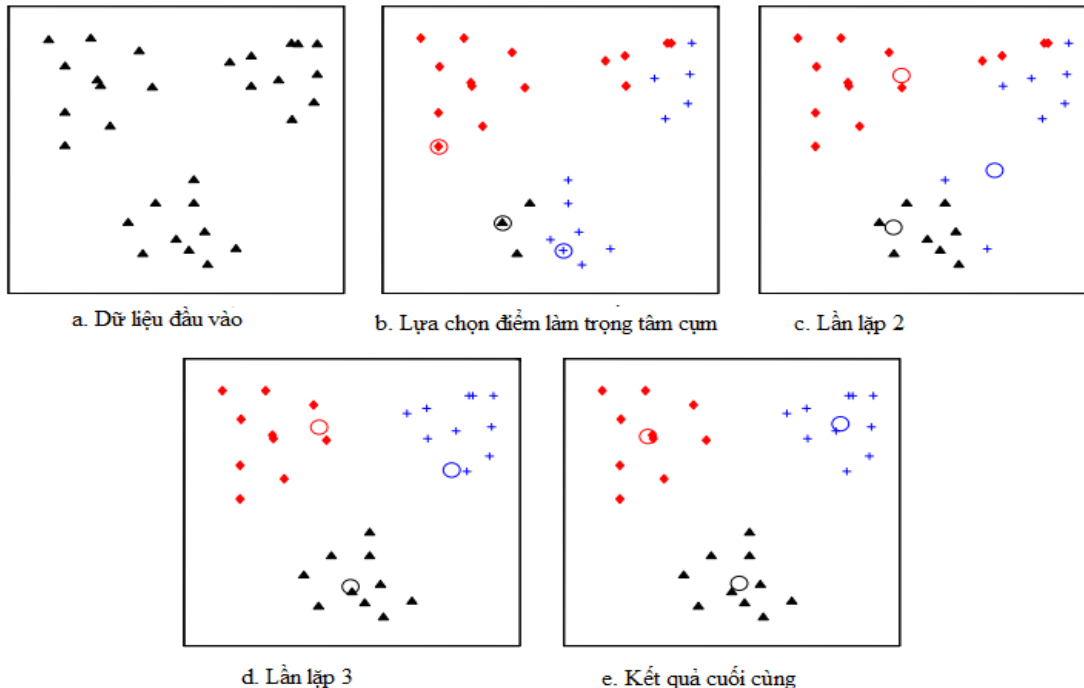 a. Dữ liệu đầu vào
b. Lựa chọn điểm làm trọng tâm cụm
c. Lần lặp 2
d. Lần lặp 3
e. Kết quả cuối cùng